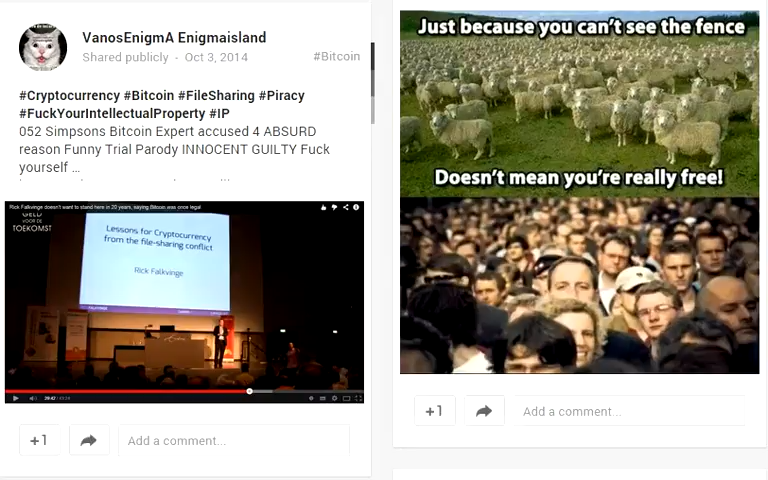 VanosEnigmA Enigmaisland
Shared publicly - Oct 3, 2014
#Bitcoin
#Cryptocurrency #Bitcoin #FileSharing #Piracy
#FuckYourIntellectualProperty #IP
052 Simpsons Bitcoin Expert accused 4 ABSURD
reason Funny Trial Parody INNOCENT GUILTY Fuck
yourself ...
Rick Falkvinge doesn't want to stand here in 20 years, saying Bitcoin was once legal
GELD
VOOR DE
TOEKOMST
Lessons for Cryptocurrency
from the file-sharing conflict
Rick Falkvinge
+1
Add a comment...
Just because you can't see the fence
Doesn't mean you're really free!
+1
Add a comment...